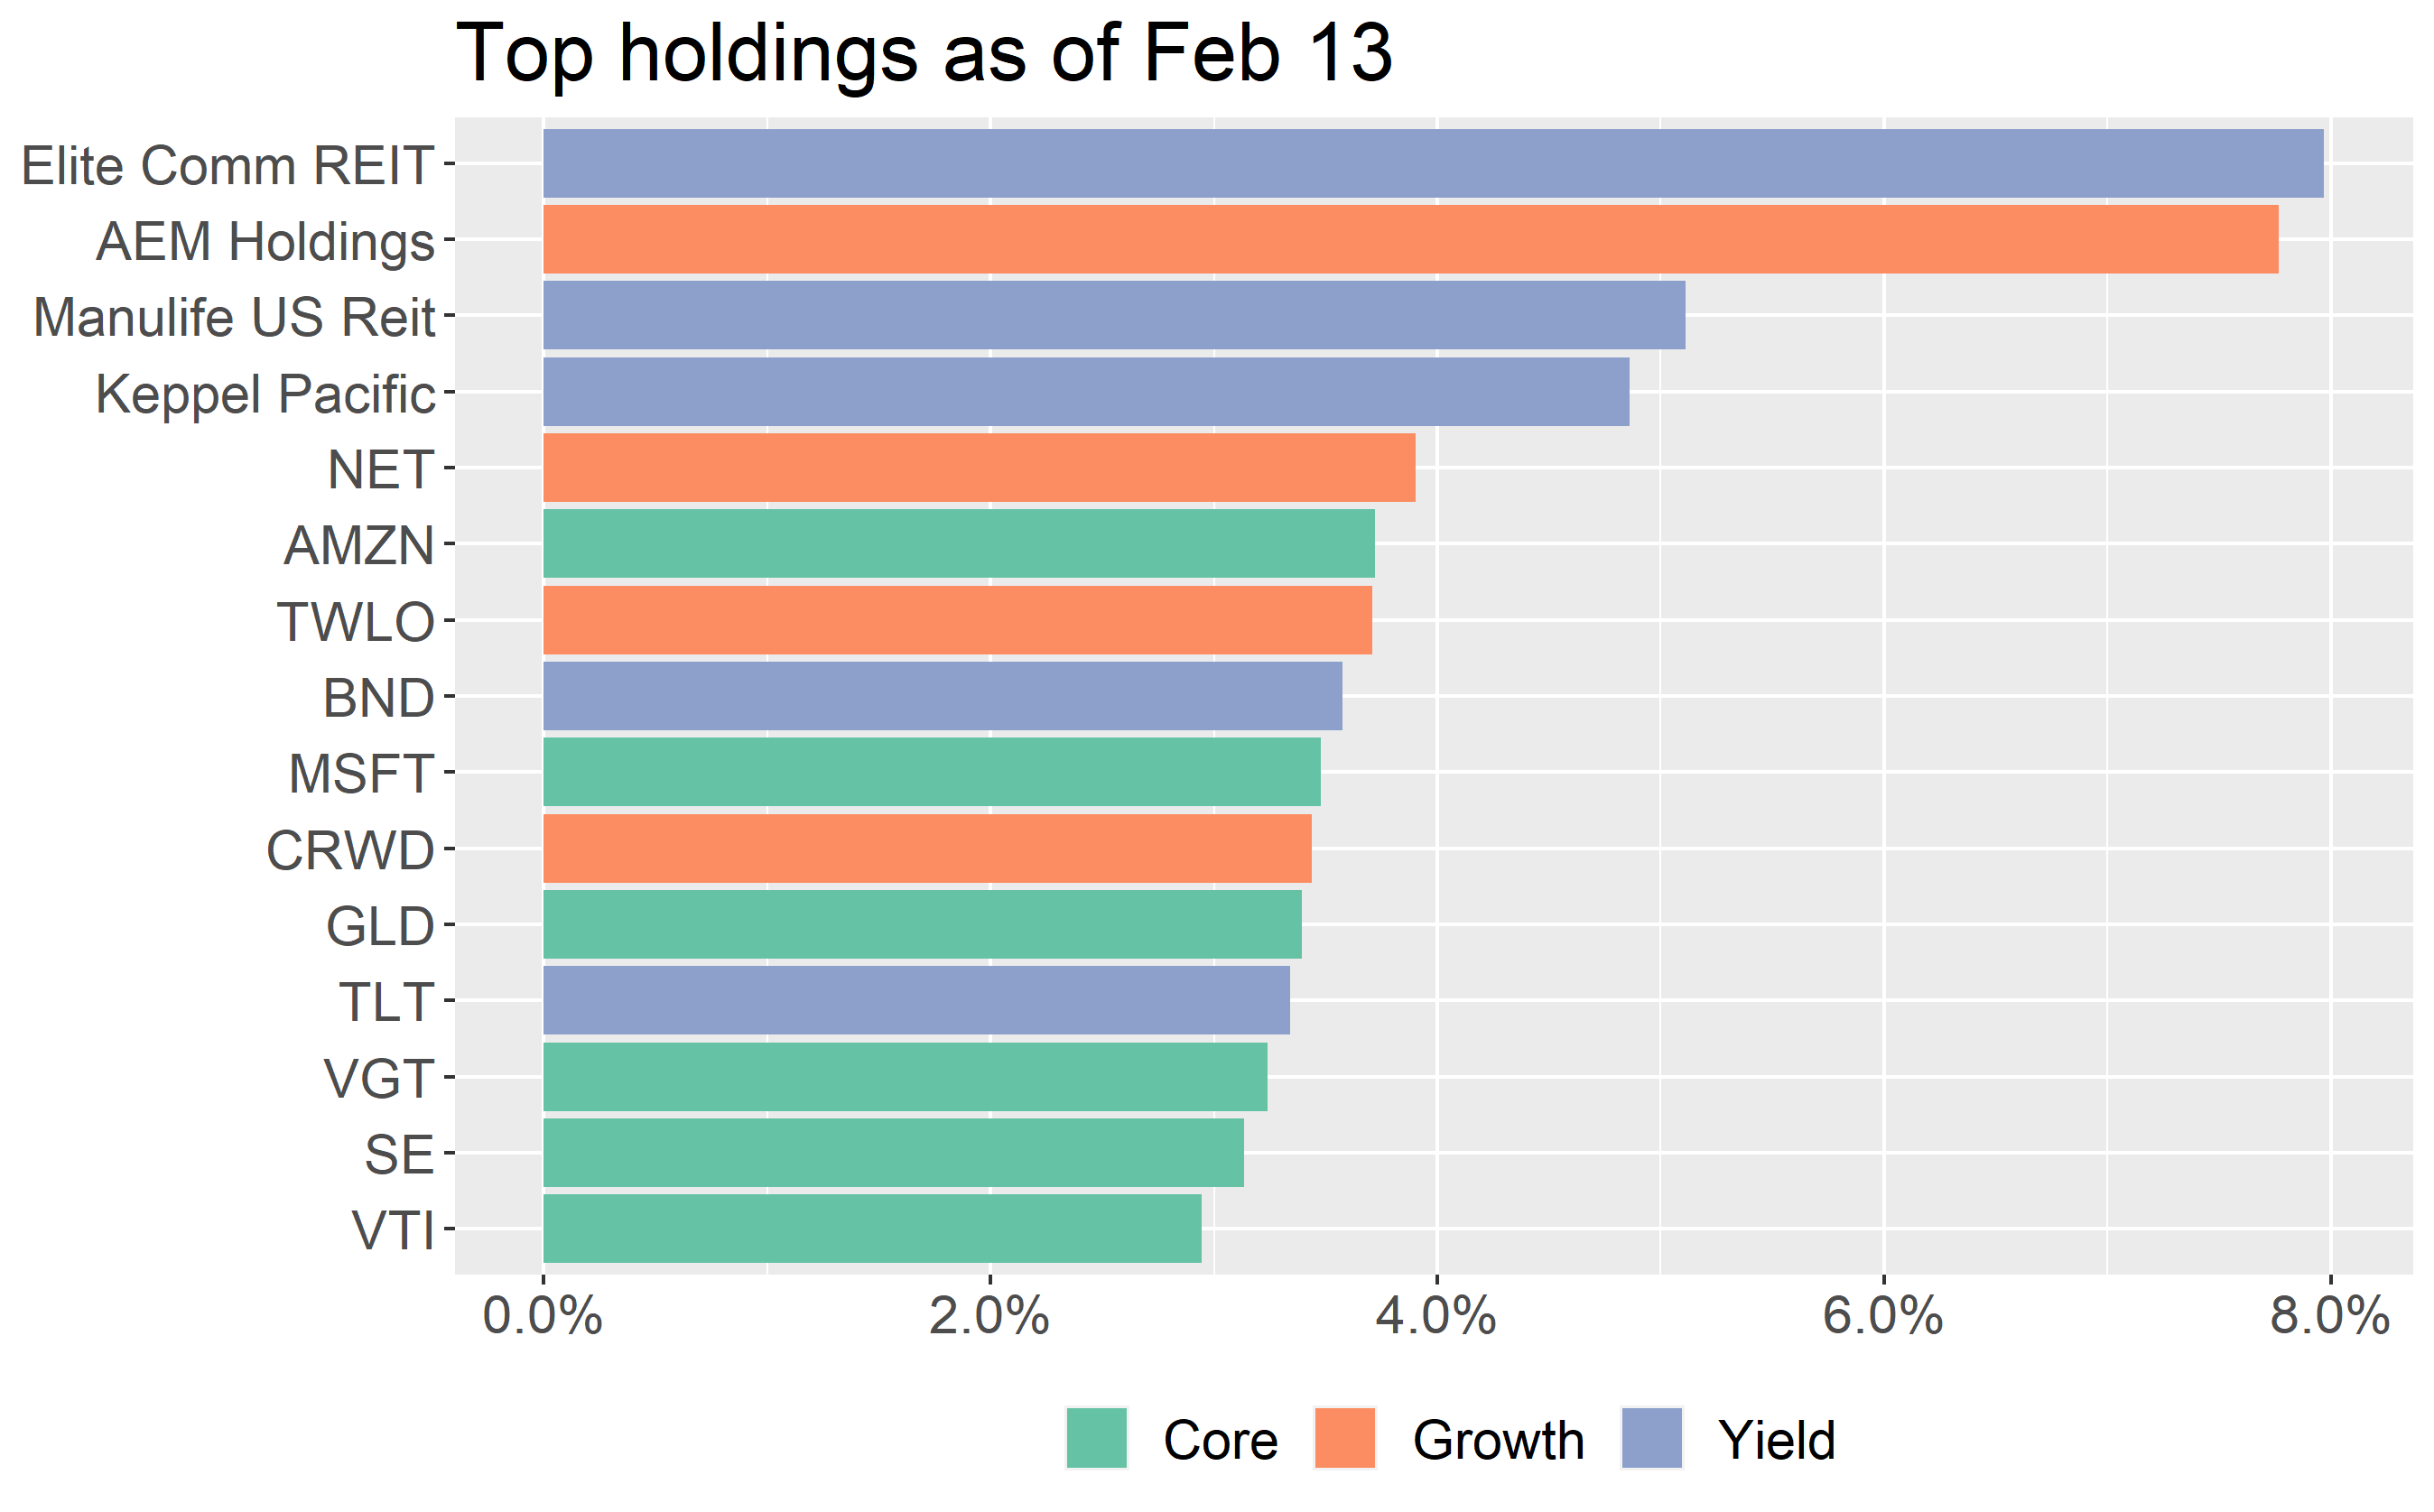 Top holdings as of Feb 13
Elite Comm REIT
AEM Holdings
Manulife US Reit
Keppel Pacific
NET
AMZN
TWLO
BND
MSFT
CRWD
GLD
TLT
VGT
SE
VTI
0.0% 2.0% 4.0% 6.0% 8.0%
Core Growth Yield